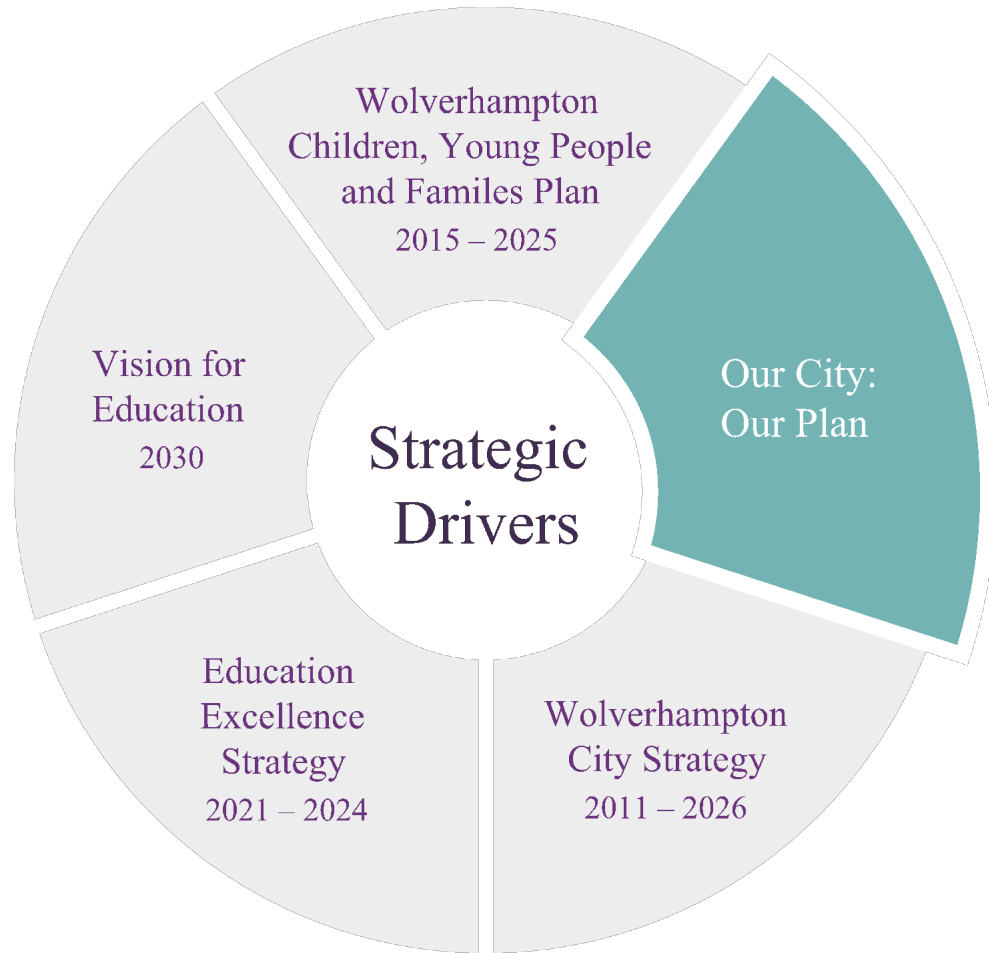 Wolverhampton
Children, Young People
and Familes Plan
2015 – 2025
Our City:
Our Plan
Wolverhampton
City Strategy
2011 – 2026
Education
Excellence
Strategy
2021 – 2024
Vision for
Education
2030
Strategic
Drivers